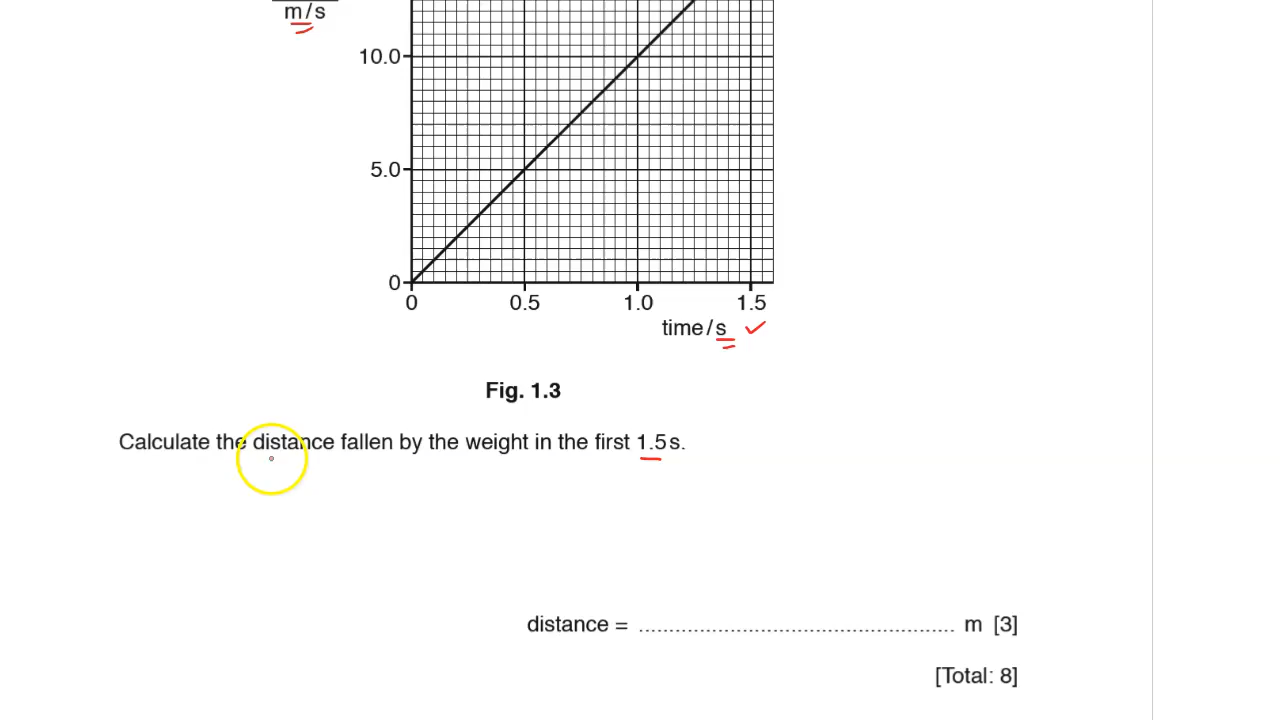 m/s
10.0
5.0
0
0 0.5 1.0 1.5
time/s
Fig. 1.3
Calculate the distance fallen by the weight in the first 1.5 s.
distance = .................................................... m [3]
[Total: 8]